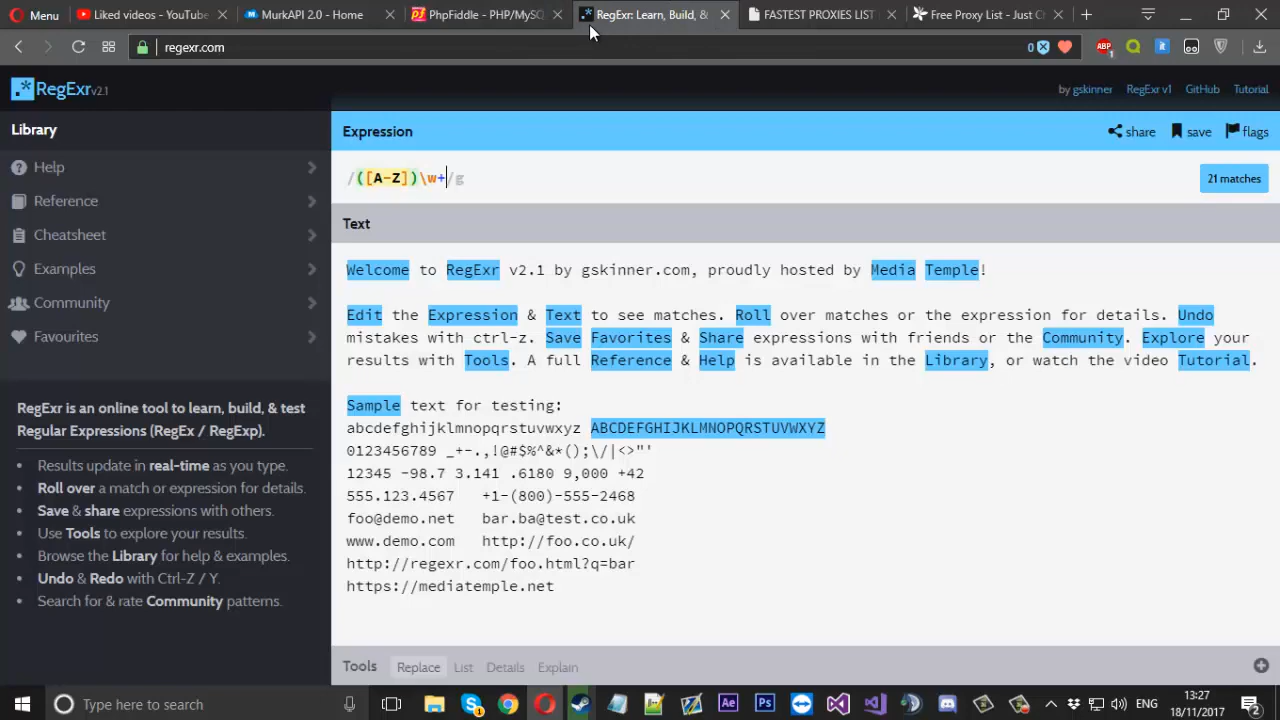 Menu
Liked videos - YouTube
MurkAPI 2.0 - Home
PhpFiddle - PHP/MySQ
RegExr: Learn, Build, &
FASTEST PROXIES LIST
Free Proxy List - Just C
regexr.com
0
ABP
1
RegExr v2.1
by gskinner
RegExr v1
GitHub
Tutorial
Library
Help
Reference
Cheatsheet
Examples
Community
Favourites
RegExr is an online tool to learn, build, & test
Regular Expressions (RegEx / RegExp).
• Results update in real-time as you type.
• Roll over a match or expression for details.
• Save & share expressions with others.
• Use Tools to explore your results.
• Browse the Library for help & examples.
• Undo & Redo with Ctrl-Z / Y.
• Search for & rate Community patterns.
Expression
share
save
flags
/([A-Z])\w+/g
21 matches
Text
Welcome to RegExr v2.1 by gskinner.com, proudly hosted by Media Temple!
Edit the Expression & Text to see matches. Roll over matches or the expression for details. Undo
mistakes with ctrl-z. Save Favorites & Share expressions with friends or the Community. Explore your
results with Tools. A full Reference & Help is available in the Library, or watch the video Tutorial.
Sample text for testing:
abcdefghijklmnopqrstuvwxyz ABCDEFGHIJKLMNOPQRSTUVWXYZ
0123456789 _+-.,!@#$%^&*();\/|<>"'
12345 -98.7 3.141 .6180 9,000 +42
555.123.4567 +1-(800)-555-2468
foo@demo.net bar.ba@test.co.uk
www.demo.com http://foo.co.uk/
http://regexr.com/foo.html?q=bar
https://mediatemple.net
Tools
Replace
List
Details
Explain
Type here to search
Ae
Ps
ENG
13:27
18/11/2017
2